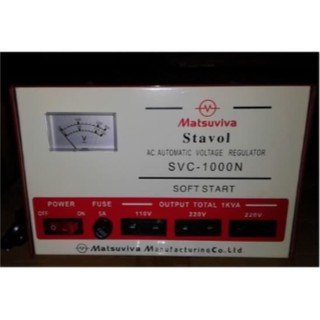 Matsuviva
Stavol
AC AUTOMATIC VOLTAGE REGULATOR
SVC-1000N
SOFT START
POWER FUSE OUTPUT TOTAL 1KVA
OFF ON 5A 110V 220V 220V
Matsuviva Manufacturing Co. Ltd.
V